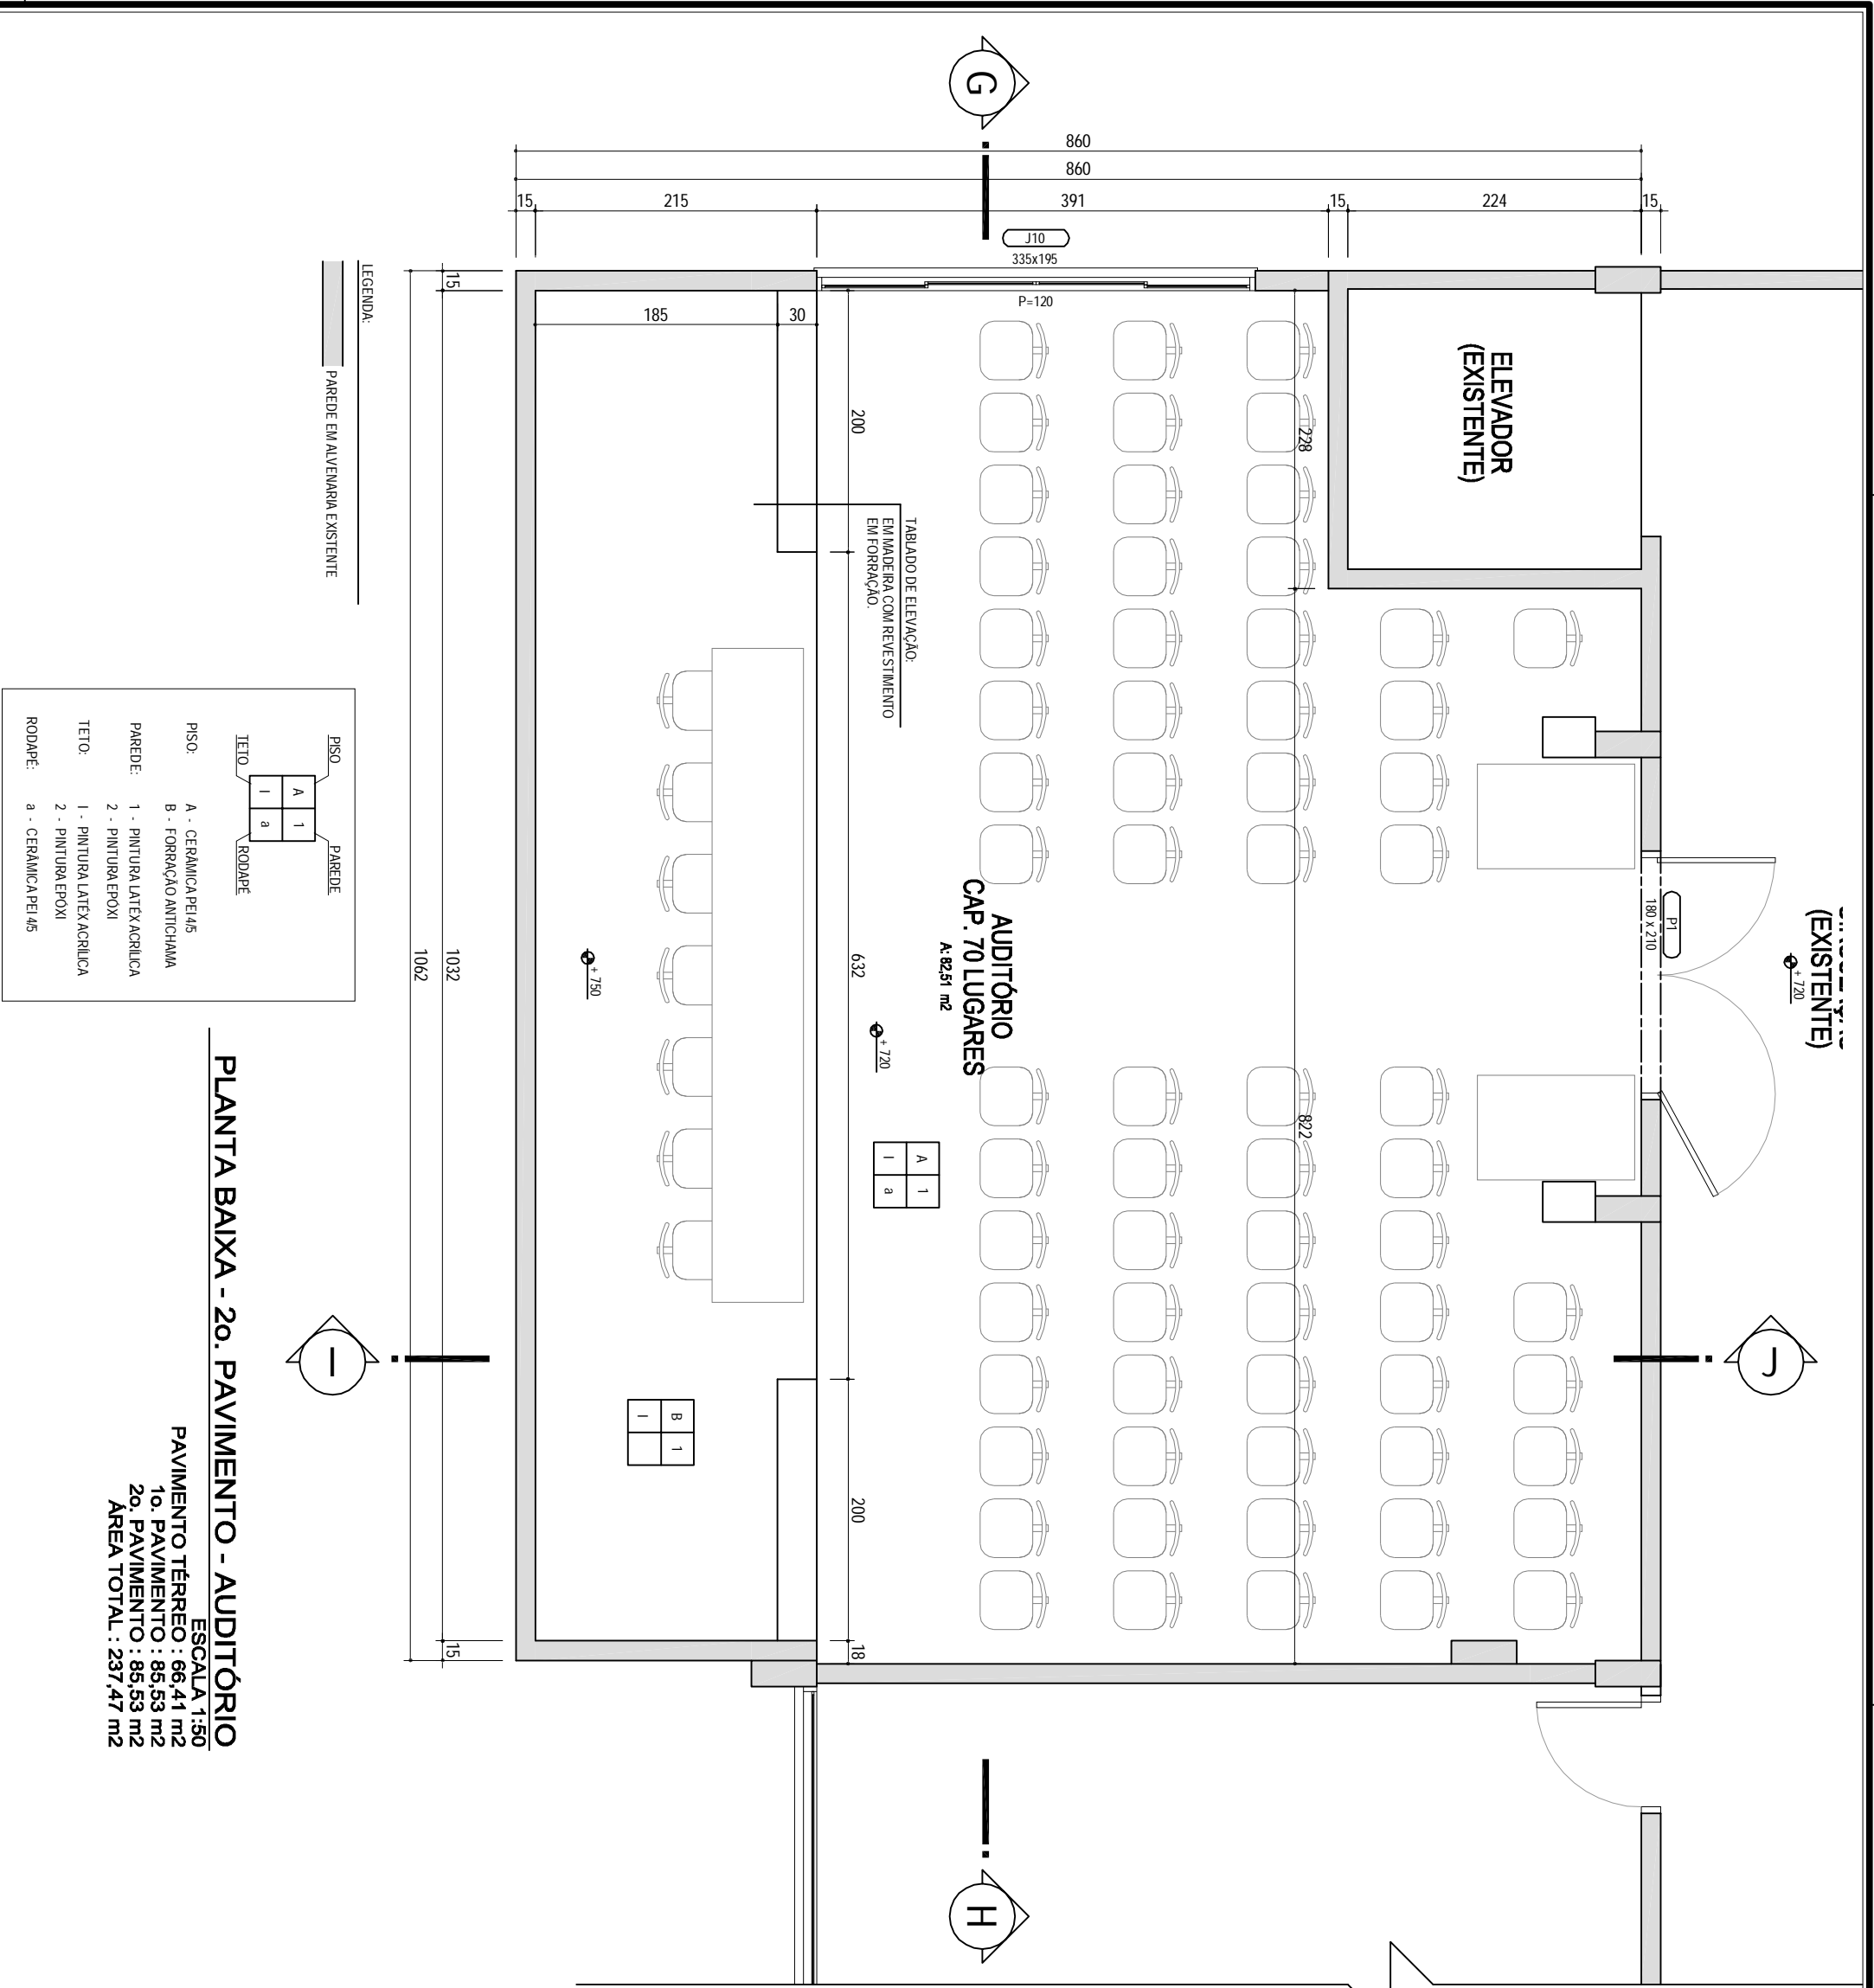 G
860
860
15
215
391
15
224
15
J10
335x195
P=120
15
185
30
200
228
ELEVADOR
(EXISTENTE)
LEGENDA:
PAREDE EM ALVENARIA EXISTENTE
TABLADO DE ELEVAÇÃO:
EM MADEIRA COM REVESTIMENTO
EM FORRAÇÃO.
(EXISTENTE)
+ 720
P1
180 x 210
AUDITÓRIO
CAP. 70 LUGARES
A: 82,51 m2
632
+ 720
+ 750
1032
1062
822
A
1
I
a
B
1
I
200
18
15
I
J
H
PISO
PAREDE
A
1
I
a
TETO
RODAPÉ
PISO:
A - CERÂMICA PEI 4/5
B - FORRAÇÃO ANTICHAMA
PAREDE:
1 - PINTURA LATÉX ACRÍLICA
2 - PINTURA EPÓXI
TETO:
I - PINTURA LATÉX ACRÍLICA
2 - PINTURA EPÓXI
RODAPÉ:
a - CERÂMICA PEI 4/5
PLANTA BAIXA - 2o. PAVIMENTO - AUDITÓRIO
ESCALA 1:50
PAVIMENTO TÉRREO : 66,41 m2
1o. PAVIMENTO : 85,53 m2
2o. PAVIMENTO : 85,53 m2
ÁREA TOTAL : 237,47 m2